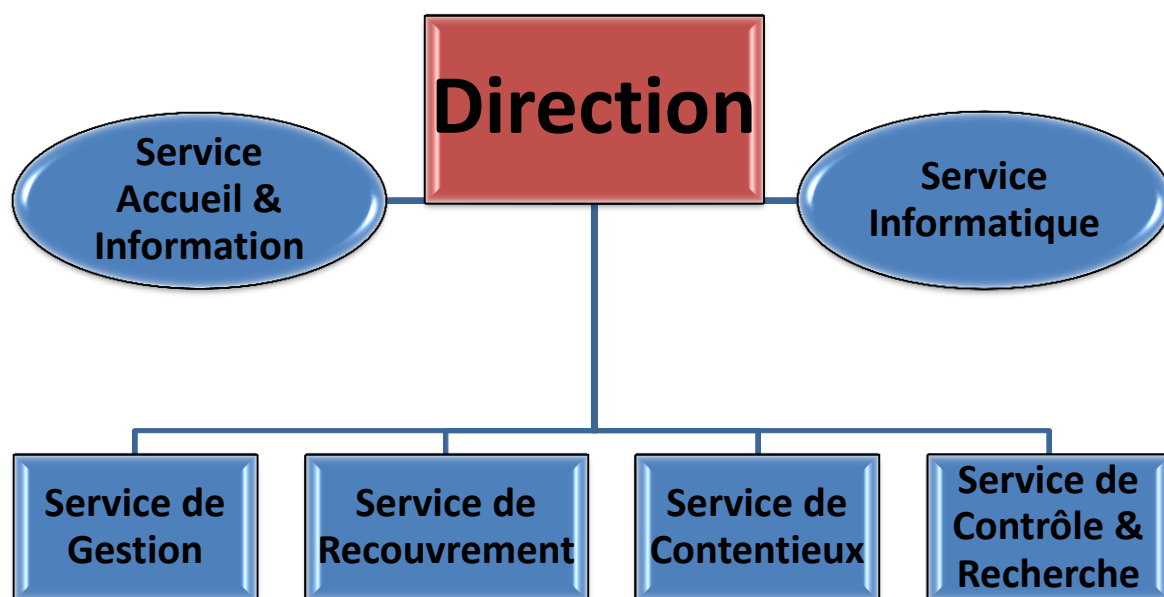 Direction
Service
Accueil &
Information
Service
Informatique
Service de
Gestion
Service de
Recouvrement
Service de
Contentieux
Service de
Contrôle &
Recherche